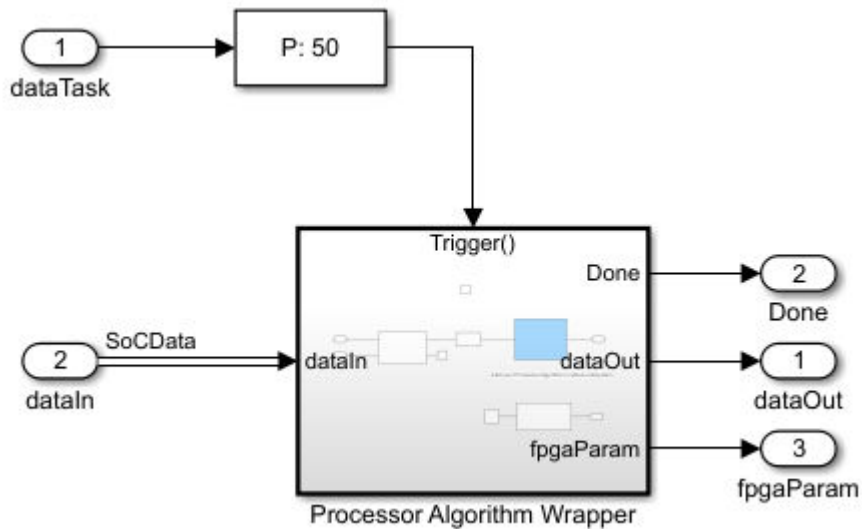 1
dataTask
P: 50
Trigger()
Done
2
Done
SoCData
2
dataIn
dataIn
dataOut
1
dataOut
fpgaParam
3
fpgaParam
Processor Algorithm Wrapper